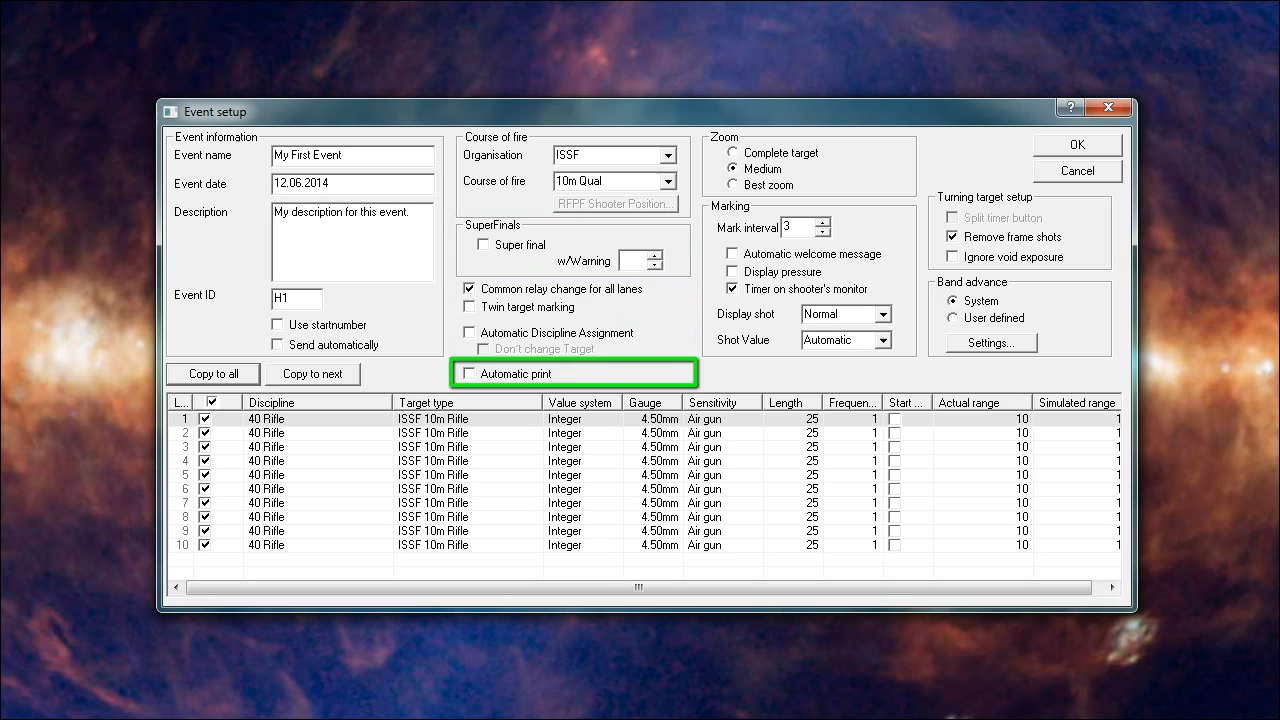 Event setup
?
Event information
Event name My First Event
Event date 12.06.2014
Description My description for this event.
Event ID H1
Use startnumber
Send automatically
Copy to all Copy to next
Course of fire
Organisation ISSF
Course of fire 10m Qual
RFPF Shooter Position...
SuperFinals
Super final
w/Warning
Common relay change for all lanes
Twin target marking
Automatic Discipline Assignment
Don´t change Target
Automatic print
Zoom
Complete target
Medium
Best zoom
Marking
Mark interval 3
Automatic welcome message
Display pressure
Timer on shooter's monitor
Display shot Normal
Shot Value Automatic
OK
Cancel
Turning target setup
Split timer button
Remove frame shots
Ignore void exposure
Band advance
System
User defined
Settings...
L... Discipline Target type Value system Gauge Sensitivity Length Frequen... Start ... Actual range Simulated range
1 40 Rifle ISSF 10m Rifle Integer 4.50mm Air gun 25 1 10 1
2 40 Rifle ISSF 10m Rifle Integer 4.50mm Air gun 25 1 10 1
3 40 Rifle ISSF 10m Rifle Integer 4.50mm Air gun 25 1 10 1
4 40 Rifle ISSF 10m Rifle Integer 4.50mm Air gun 25 1 10 1
5 40 Rifle ISSF 10m Rifle Integer 4.50mm Air gun 25 1 10 1
6 40 Rifle ISSF 10m Rifle Integer 4.50mm Air gun 25 1 10 1
7 40 Rifle ISSF 10m Rifle Integer 4.50mm Air gun 25 1 10 1
8 40 Rifle ISSF 10m Rifle Integer 4.50mm Air gun 25 1 10 1
9 40 Rifle ISSF 10m Rifle Integer 4.50mm Air gun 25 1 10 1
10 40 Rifle ISSF 10m Rifle Integer 4.50mm Air gun 25 1 10 1